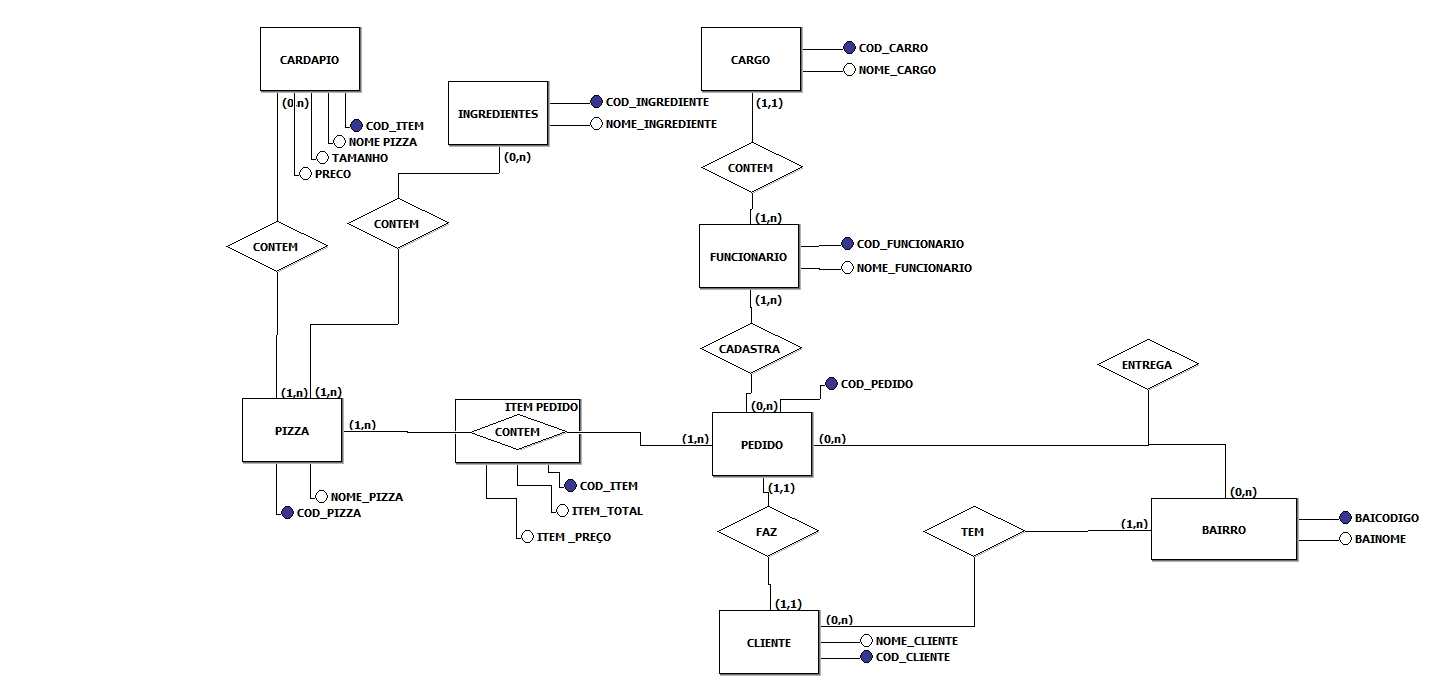 CARDAPIO
(0,n)
COD_ITEM
NOME PIZZA
TAMANHO
PRECO
CONTEM
INGREDIENTES
COD_INGREDIENTE
NOME_INGREDIENTE
(0,n)
CONTEM
CARGO
COD_CARRO
NOME_CARGO
(1,1)
CONTEM
(1,n)
FUNCIONARIO
COD_FUNCIONARIO
NOME_FUNCIONARIO
(1,n)
CADASTRA
(0,n)
COD_PEDIDO
ENTREGA
(1,n)
(1,n)
PIZZA
(1,n)
NOME_PIZZA
COD_PIZZA
ITEM PEDIDO
CONTEM
COD_ITEM
ITEM_TOTAL
ITEM _PREÇO
(1,n)
PEDIDO
(0,n)
(1,1)
FAZ
(1,1)
CLIENTE
(0,n)
NOME_CLIENTE
COD_CLIENTE
TEM
(1,n)
(0,n)
BAIRRO
BAICODIGO
BAINOME